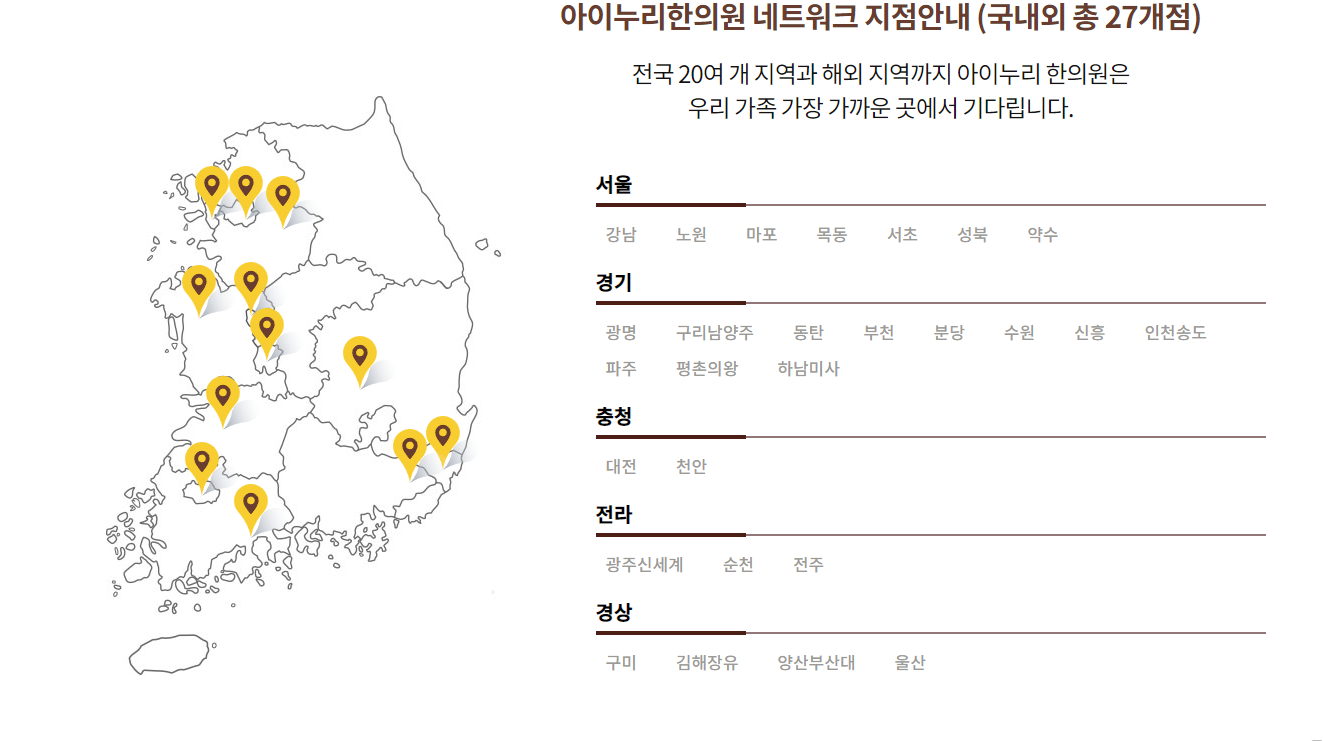 아이누리한의원 네트워크 지점안내 (국내외 총 27개점)
전국 20여 개 지역과 해외 지역까지 아이누리 한의원은
우리 가족 가장 가까운 곳에서 기다립니다.
서울
강남 노원 마포 목동 서초 성북 약수
경기
광명 구리남양주 동탄 부천 분당 수원 신흥 인천송도
파주 평촌의왕 하남미사
충청
대전 천안
전라
광주신세계 순천 전주
경상
구미 김해장유 양산부산대 울산